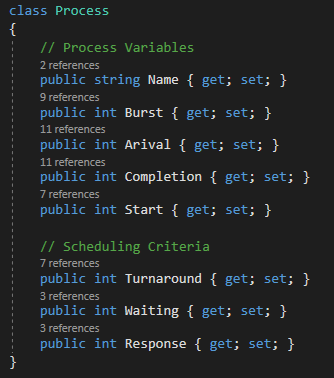 class Process
{
// Process Variables
2 references
public string Name { get; set; }
9 references
public int Burst { get; set; }
11 references
public int Arival { get; set; }
11 references
public int Completion { get; set; }
7 references
public int Start { get; set; }
// Scheduling Criteria
7 references
public int Turnaround { get; set; }
3 references
public int Waiting { get; set; }
3 references
public int Response { get; set; }
}